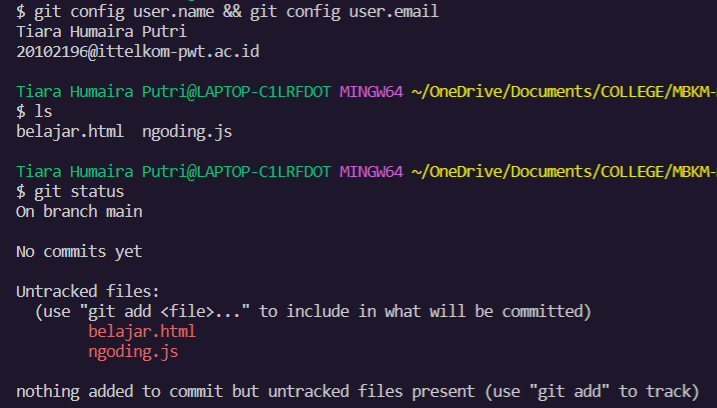 $ git config user.name && git config user.email
Tiara Humaira Putri
20102196@ittelkom-pwt.ac.id
Tiara Humaira Putri@LAPTOP-C1LRFDOT MINGW64 ~/OneDrive/Documents/COLLEGE/MBKM-
$ ls
belajar.html  ngoding.js
Tiara Humaira Putri@LAPTOP-C1LRFDOT MINGW64 ~/OneDrive/Documents/COLLEGE/MBKM-
$ git status
On branch main
No commits yet
Untracked files:
  (use "git add <file>..." to include in what will be committed)
        belajar.html
        ngoding.js
nothing added to commit but untracked files present (use "git add" to track)